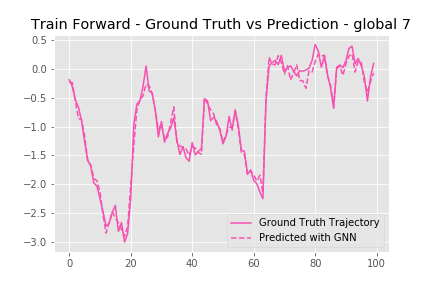 Train Forward - Ground Truth vs Prediction - global 7
0.5
0.0
−0.5
−1.0
−1.5
−2.0
−2.5
−3.0
0 20 40 60 80 100
Ground Truth Trajectory
Predicted with GNN